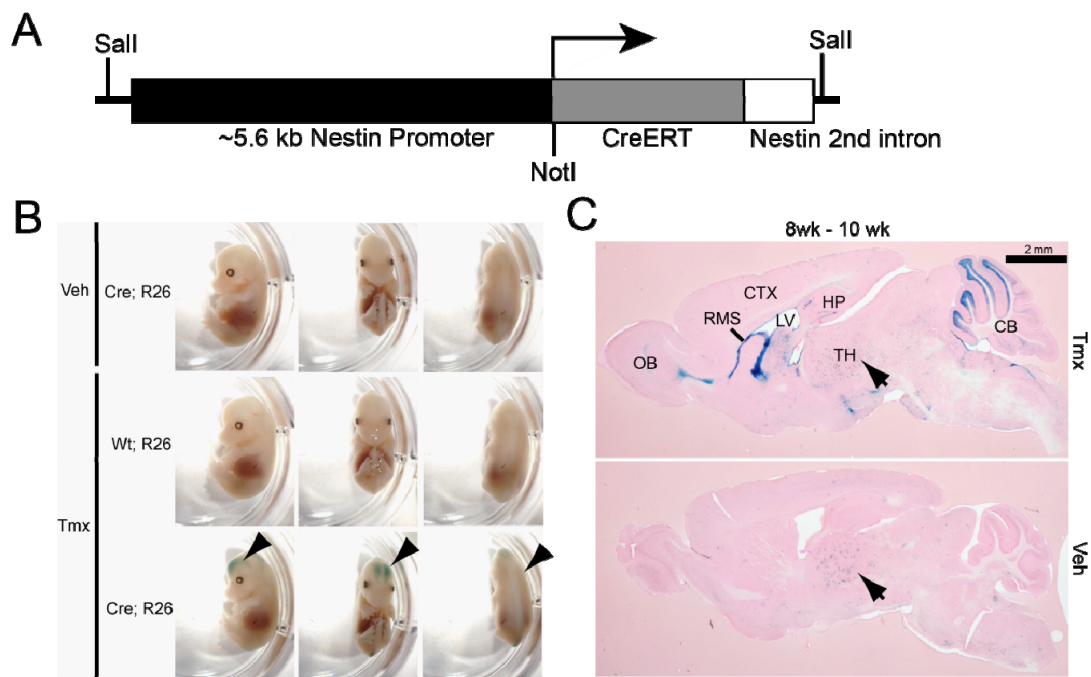 A
SalI
SalI
~5.6 kb Nestin Promoter
CreERT
Nestin 2nd intron
NotI
B
Veh
Cre; R26
Wt; R26
Tmx
Cre; R26
C
8wk - 10 wk
2 mm
CTX
HP
RMS
LV
CB
OB
TH
Tmx
Veh